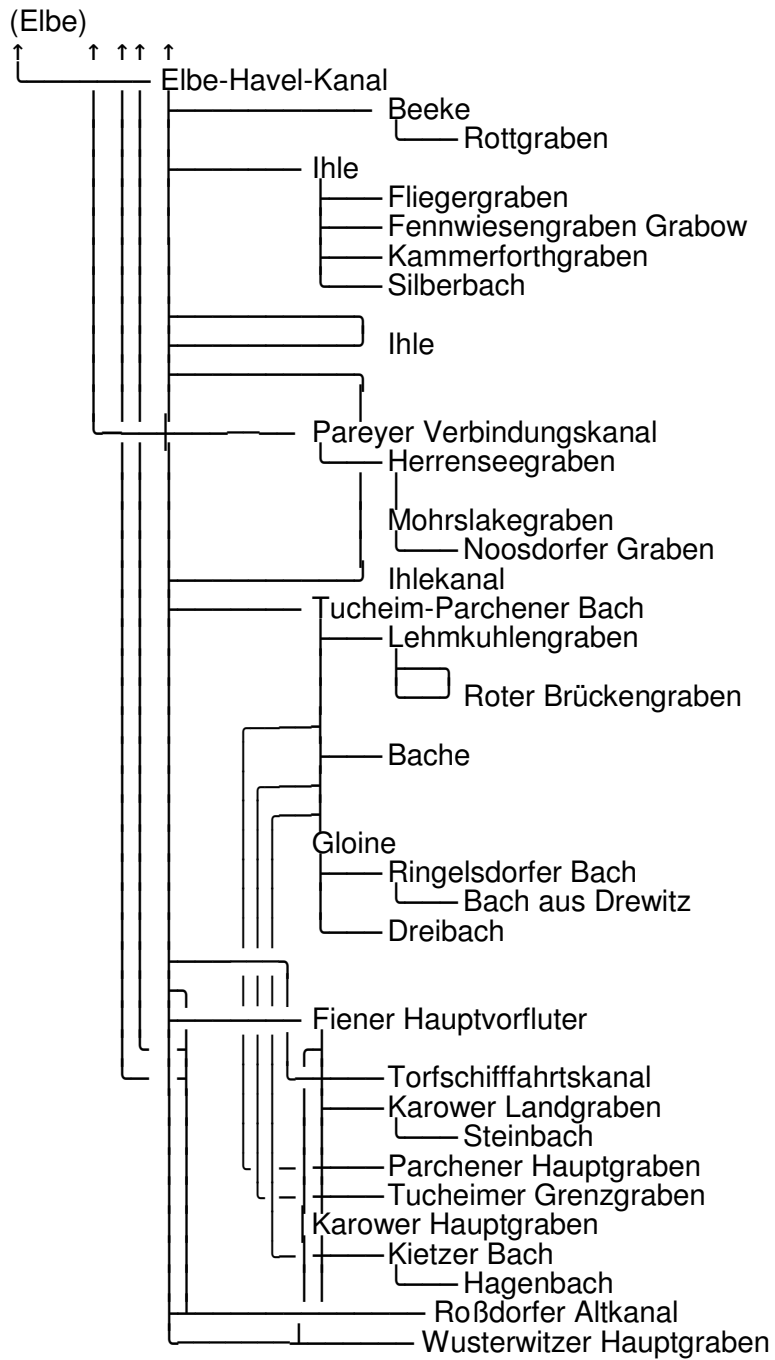 (Elbe)
Elbe-Havel-Kanal
Beeke
Rottgraben
Ihle
Fliegergraben
Fennwiesengraben Grabow
Kammerforthgraben
Silberbach
Ihle
Pareyer Verbindungskanal
Herrenseegraben
Mohrslakegraben
Noosdorfer Graben
Ihlekanal
Tucheim-Parchener Bach
Lehmkuhlengraben
Roter Brückengraben
Bache
Gloine
Ringelsdorfer Bach
Bach aus Drewitz
Dreibach
Fiener Hauptvorfluter
Torfschifffahrtskanal
Karower Landgraben
Steinbach
Parchener Hauptgraben
Tucheimer Grenzgraben
Karower Hauptgraben
Kietzer Bach
Hagenbach
Roßdorfer Altkanal
Wusterwitzer Hauptgraben